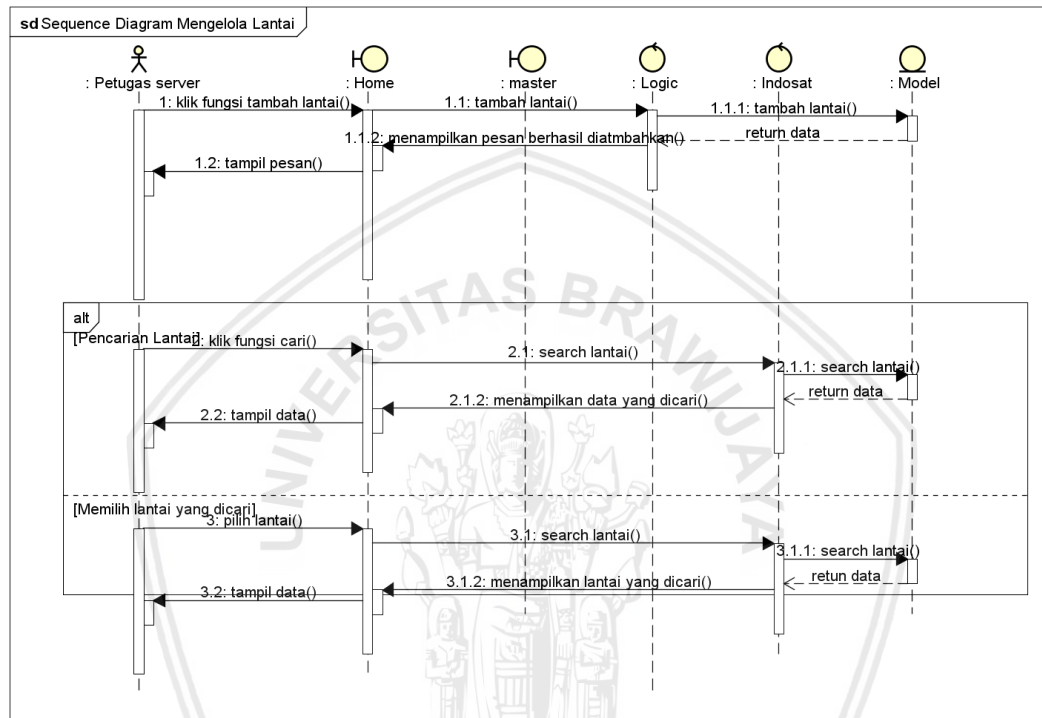 sd Sequence Diagram Mengelola Lantai
: Petugas server
: Home
: master
: Logic
: Indosat
: Model
1: klik fungsi tambah lantai()
1.1: tambah lantai()
1.1.1: tambah lantai()
return data
1.1.2: menampilkan pesan berhasil diatmbahkan()
1.2: tampil pesan()
alt
[Pencarian Lantai]
2: klik fungsi cari()
2.1: search lantai()
2.1.1: search lantai()
return data
2.1.2: menampilkan data yang dicari()
2.2: tampil data()
[Memilih lantai yang dicari]
3: pilih lantai()
3.1: search lantai()
3.1.1: search lantai()
retun data
3.1.2: menampilkan lantai yang dicari()
3.2: tampil data()
UNIVERSITAS BRAWIJAYA